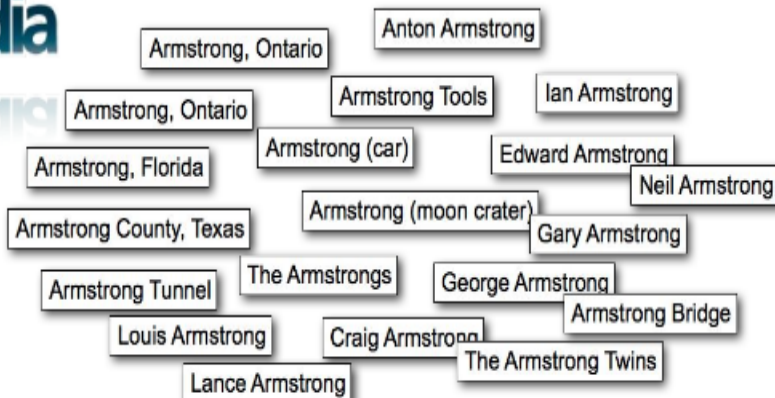 dia
Anton Armstrong
Armstrong, Ontario
Armstrong Tools
Ian Armstrong
Armstrong, Ontario
Armstrong (car)
Edward Armstrong
Armstrong, Florida
Neil Armstrong
Armstrong (moon crater)
Armstrong County, Texas
Gary Armstrong
The Armstrongs
George Armstrong
Armstrong Tunnel
Armstrong Bridge
Louis Armstrong
Craig Armstrong
The Armstrong Twins
Lance Armstrong